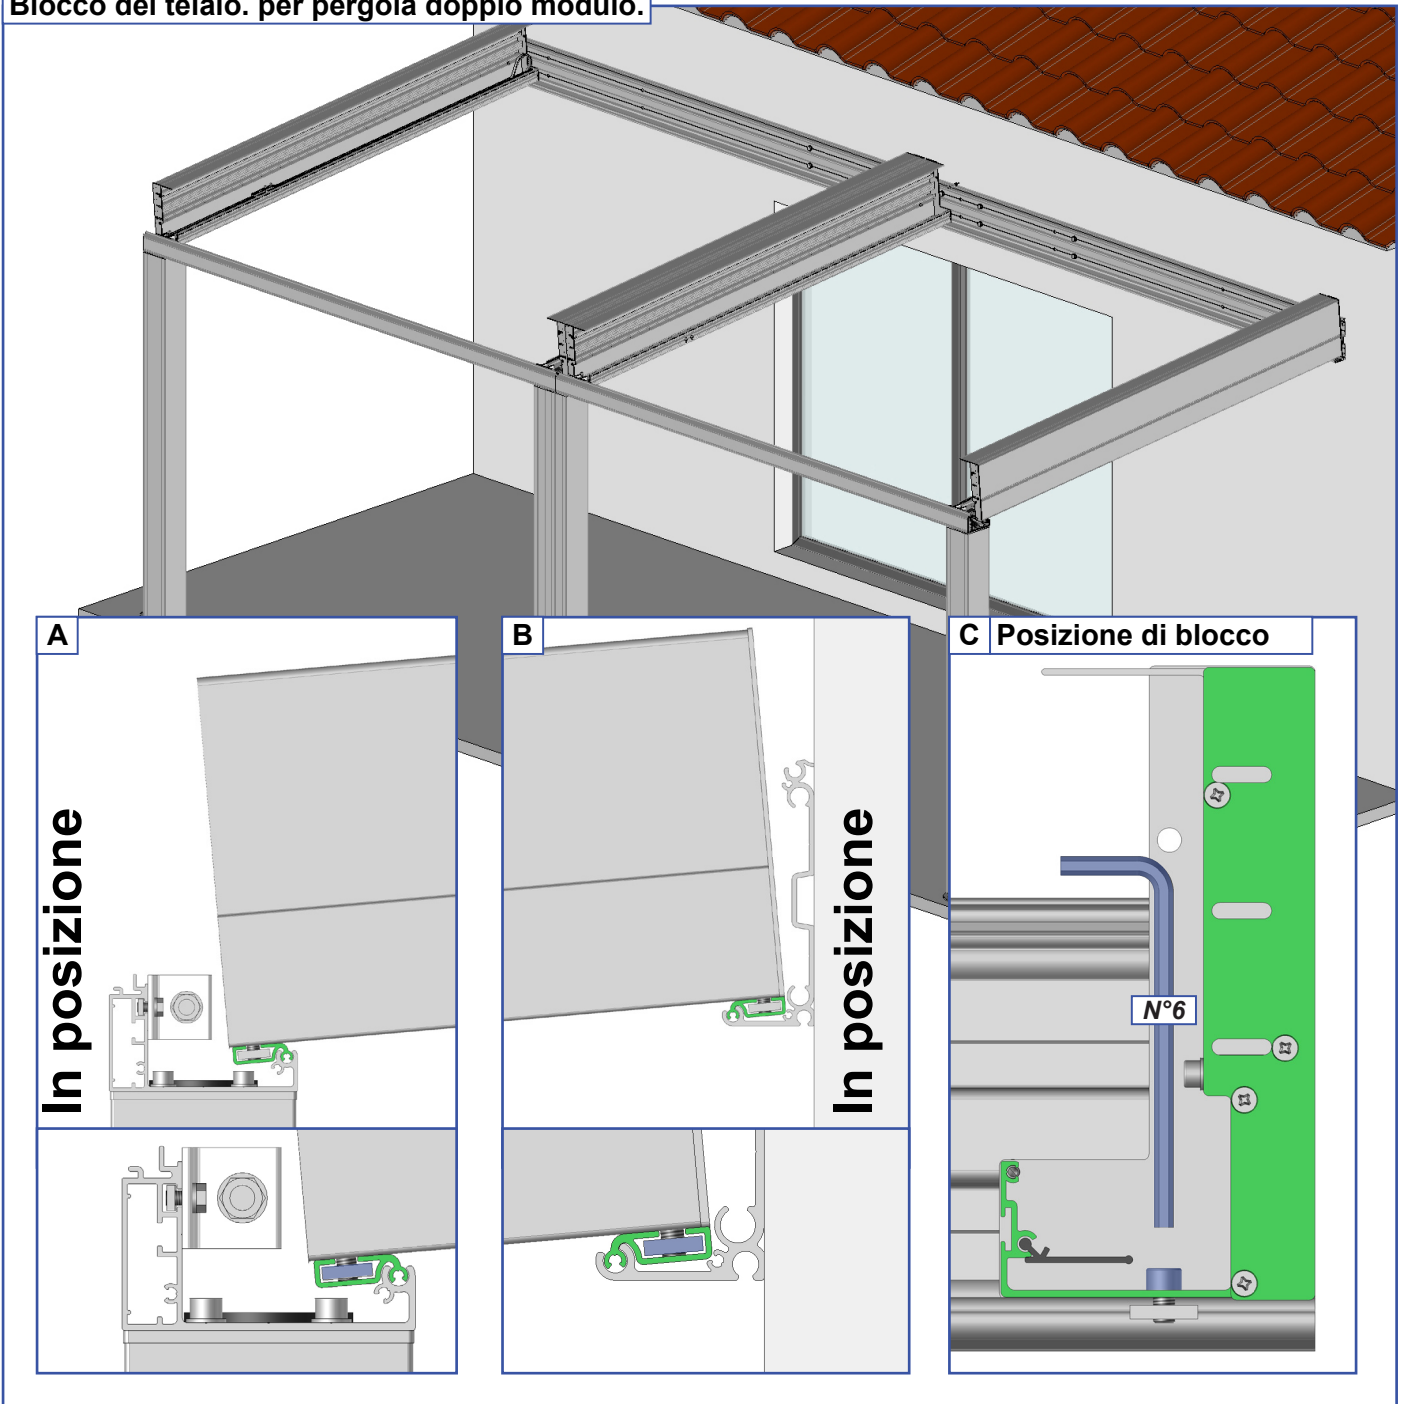 Blocco del telaio. per pergola doppio modulo.
A
B
C Posizione di blocco
In posizione
In posizione
N°6